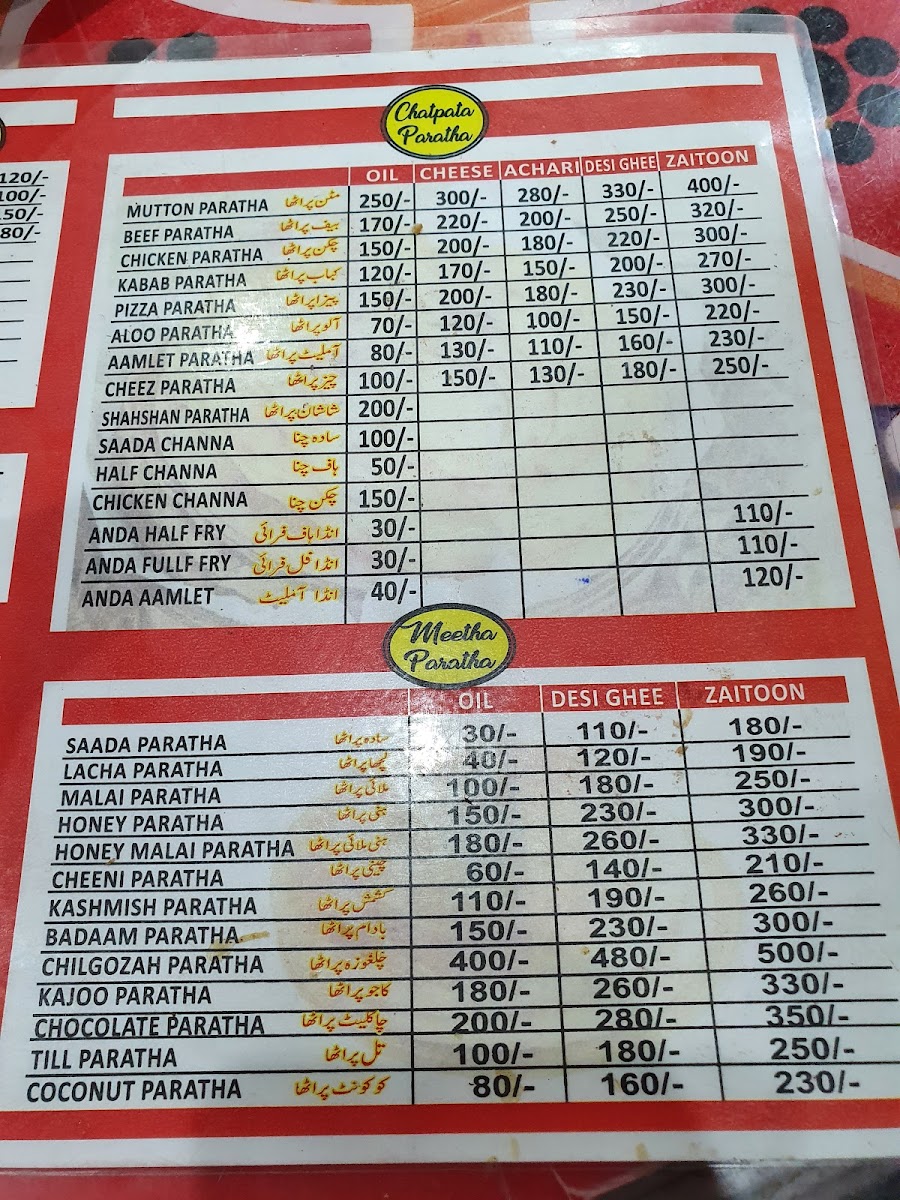 120/-
100/-
150/-
80/-
Chatpata
Paratha
OIL CHEESE ACHARI DESI GHEE ZAITOON
MUTTON PARATHA مٹن پراٹھا 250/- 300/- 280/- 330/- 400/-
BEEF PARATHA بیف پراٹھا 170/- 220/- 200/- 250/- 320/-
CHICKEN PARATHA چکن پراٹھا 150/- 200/- 180/- 220/- 300/-
KABAB PARATHA کباب پراٹھا 120/- 170/- 150/- 200/- 270/-
PIZZA PARATHA پیزا پراٹھا 150/- 200/- 180/- 230/- 300/-
ALOO PARATHA آلو پراٹھا 70/- 120/- 100/- 150/- 220/-
AAMLET PARATHA آملیٹ پراٹھا 80/- 130/- 110/- 160/- 230/-
CHEEZ PARATHA چیز پراٹھا 100/- 150/- 130/- 180/- 250/-
SHAHSHAN PARATHA شاشان پراٹھا 200/-
SAADA CHANNA سادہ چنا 100/-
HALF CHANNA ہاف چنا 50/-
CHICKEN CHANNA چکن چنا 150/-
ANDA HALF FRY انڈا ہاف فرائی 30/- 110/-
ANDA FULLF FRY انڈا فل فرائی 30/- 110/-
ANDA AAMLET انڈا آملیٹ 40/- 120/-
Meetha
Paratha
OIL DESI GHEE ZAITOON
SAADA PARATHA سادہ پراٹھا 30/- 110/- 180/-
LACHA PARATHA لچھا پراٹھا 40/- 120/- 190/-
MALAI PARATHA ملائی پراٹھا 100/- 180/- 250/-
HONEY PARATHA ہنی پراٹھا 150/- 230/- 300/-
HONEY MALAI PARATHA ہنی ملائی پراٹھا 180/- 260/- 330/-
CHEENI PARATHA چینی پراٹھا 60/- 140/- 210/-
KASHMISH PARATHA کشمش پراٹھا 110/- 190/- 260/-
BADAAM PARATHA بادام پراٹھا 150/- 230/- 300/-
CHILGOZAH PARATHA چلغوزہ پراٹھا 400/- 480/- 500/-
KAJOO PARATHA کاجو پراٹھا 180/- 260/- 330/-
CHOCOLATE PARATHA چاکلیٹ پراٹھا 200/- 280/- 350/-
TILL PARATHA تل پراٹھا 100/- 180/- 250/-
COCONUT PARATHA کوکونٹ پراٹھا 80/- 160/- 230/-